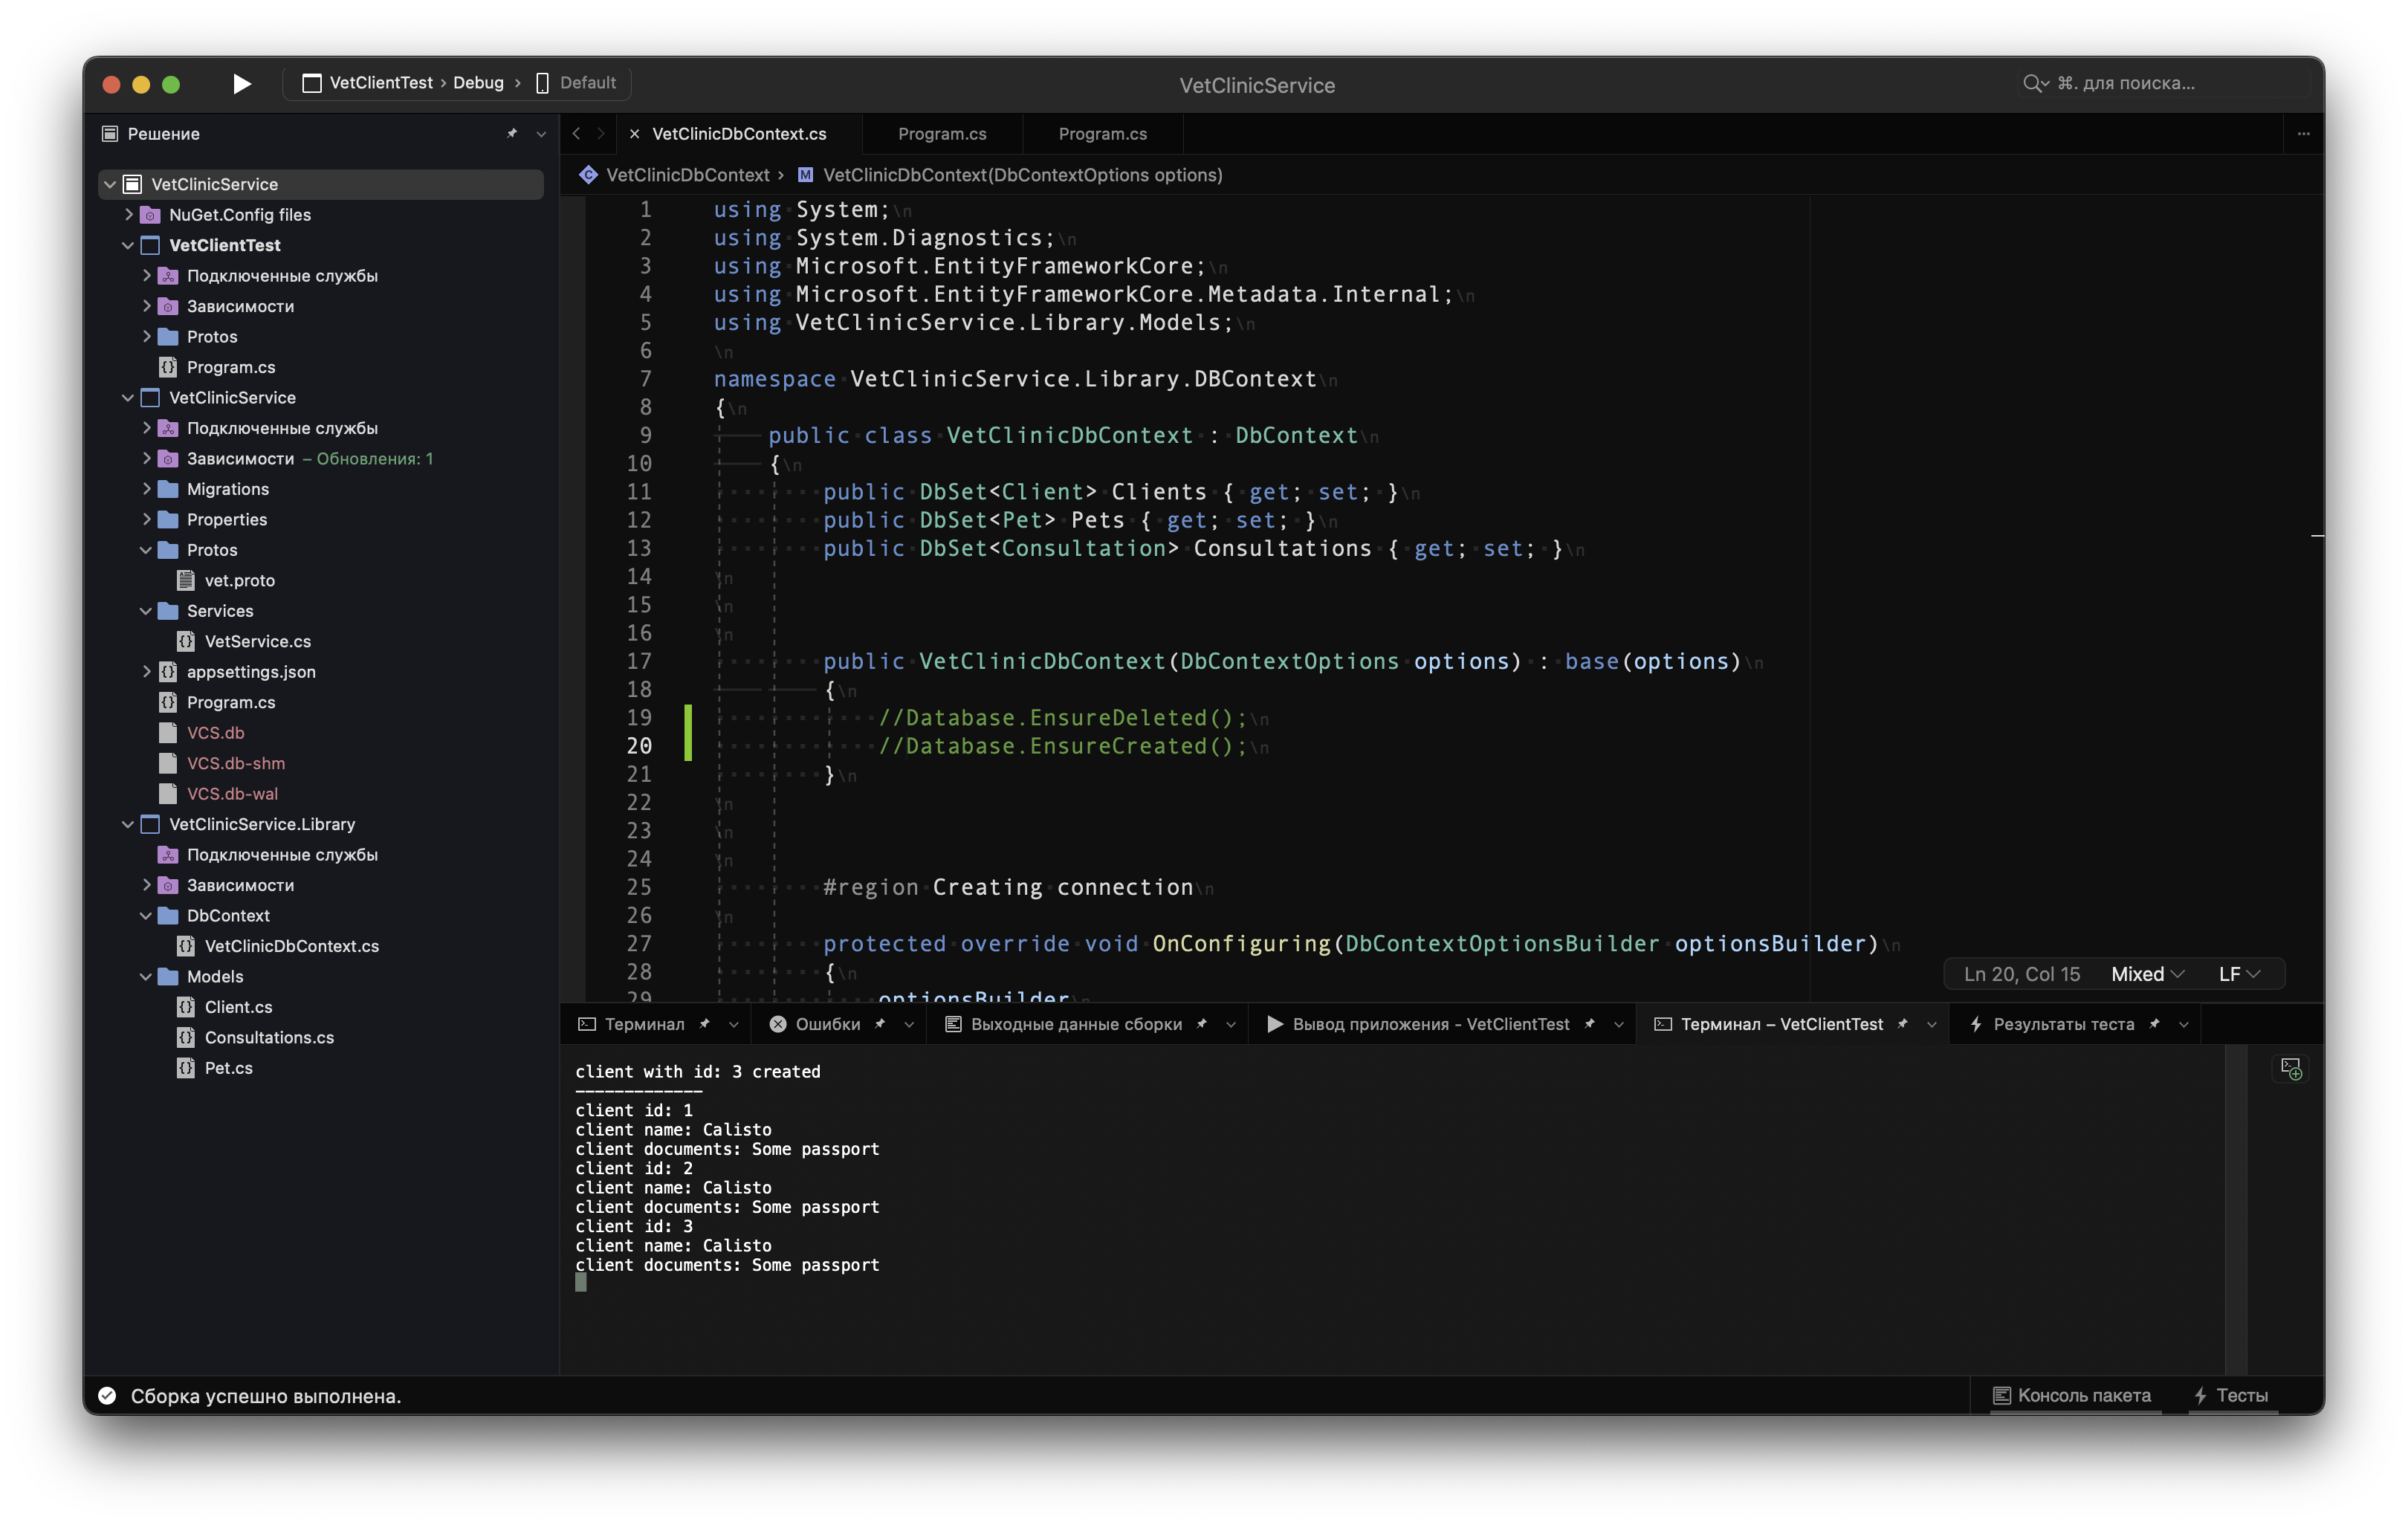 VetClientTest › Debug › Default
VetClinicService
⌘. для поиска...
Решение
VetClinicService
NuGet.Config files
VetClientTest
Подключенные службы
Зависимости
Protos
Program.cs
VetClinicService
Подключенные службы
Зависимости – Обновления: 1
Migrations
Properties
Protos
vet.proto
Services
VetService.cs
appsettings.json
Program.cs
VCS.db
VCS.db-shm
VCS.db-wal
VetClinicService.Library
Подключенные службы
Зависимости
DbContext
VetClinicDbContext.cs
Models
Client.cs
Consultations.cs
Pet.cs
VetClinicDbContext.cs
Program.cs
Program.cs
VetClinicDbContext › M VetClinicDbContext(DbContextOptions options)
1 using System;\n
2 using System.Diagnostics;\n
3 using Microsoft.EntityFrameworkCore;\n
4 using Microsoft.EntityFrameworkCore.Metadata.Internal;\n
5 using VetClinicService.Library.Models;\n
6 \n
7 namespace VetClinicService.Library.DBContext\n
8 {\n
9 public class VetClinicDbContext : DbContext\n
10 {\n
11 public DbSet<Client> Clients { get; set; }\n
12 public DbSet<Pet> Pets { get; set; }\n
13 public DbSet<Consultation> Consultations { get; set; }\n
14 \n
15 \n
16 \n
17 public VetClinicDbContext(DbContextOptions options) : base(options)\n
18 {\n
19 //Database.EnsureDeleted();\n
20 //Database.EnsureCreated();\n
21 }\n
22 \n
23 \n
24 \n
25 #region Creating connection\n
26 \n
27 protected override void OnConfiguring(DbContextOptionsBuilder optionsBuilder)\n
28 {\n
29 optionsBuilder\n
Ln 20, Col 15 Mixed LF
Терминал
Ошибки
Выходные данные сборки
Вывод приложения - VetClientTest
Терминал – VetClientTest
Результаты теста
client with id: 3 created
-------------
client id: 1
client name: Calisto
client documents: Some passport
client id: 2
client name: Calisto
client documents: Some passport
client id: 3
client name: Calisto
client documents: Some passport
Сборка успешно выполнена.
Консоль пакета
Тесты